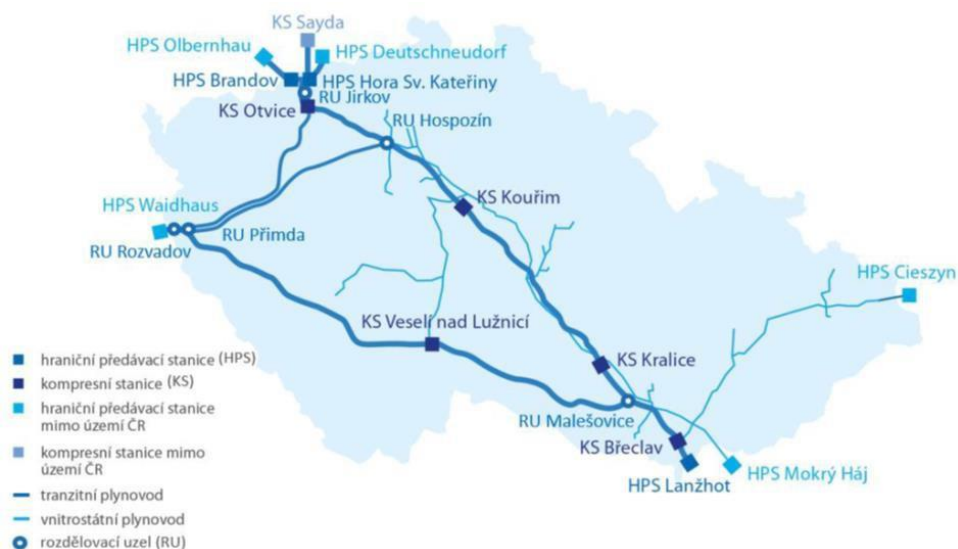 KS Sayda
HPS Olbernhau
HPS Deutschneudorf
HPS Brandov
HPS Hora Sv. Kateřiny
RU Jirkov
KS Otvice
RU Hospozín
KS Kouřim
HPS Waidhaus
RU Přimda
RU Rozvadov
HPS Cieszyn
KS Veselí nad Lužnicí
KS Kralice
RU Malešovice
KS Břeclav
HPS Mokrý Háj
HPS Lanžhot
hraniční předávací stanice (HPS)
kompresní stanice (KS)
hraniční předávací stanice
mimo území ČR
kompresní stanice mimo
území ČR
tranzitní plynovod
vnitrostátní plynovod
rozdělovací uzel (RU)